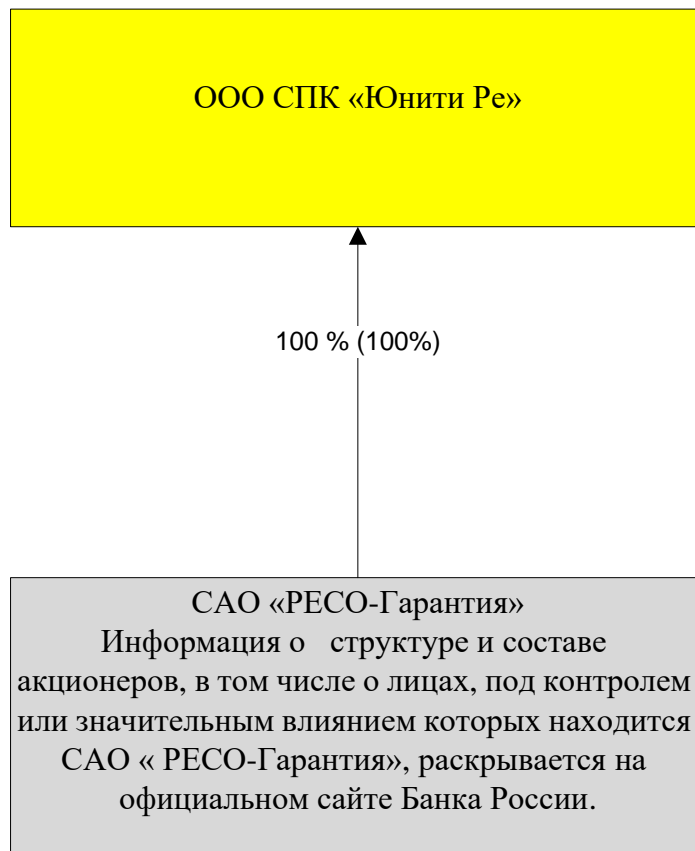 ООО СПК «Юнити Ре»
100 % (100%)
САО «РЕСО-Гарантия»
Информация о структуре и составе
акционеров, в том числе о лицах, под контролем
или значительным влиянием которых находится
САО « РЕСО-Гарантия», раскрывается на
официальном сайте Банка России.